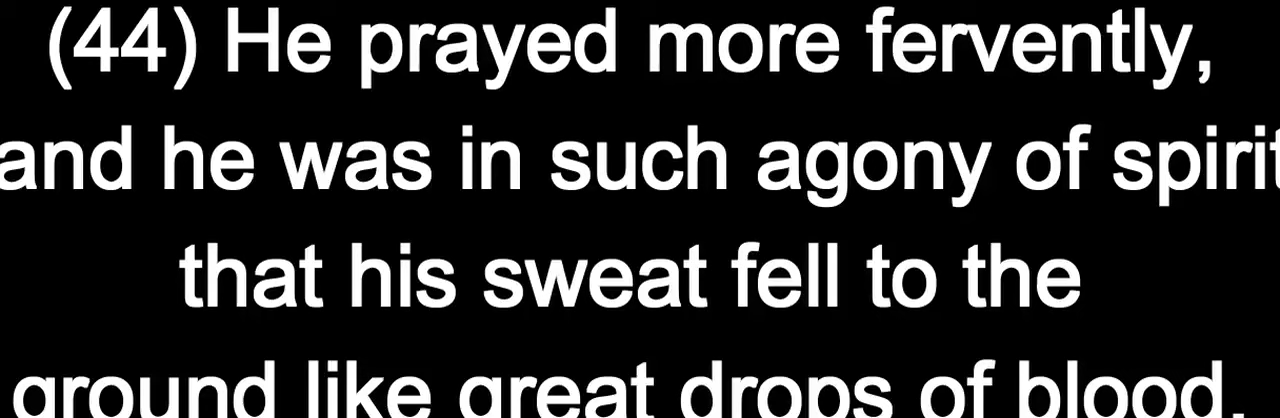 (44) He prayed more fervently,
and he was in such agony of spirit
that his sweat fell to the
ground like great drops of blood.